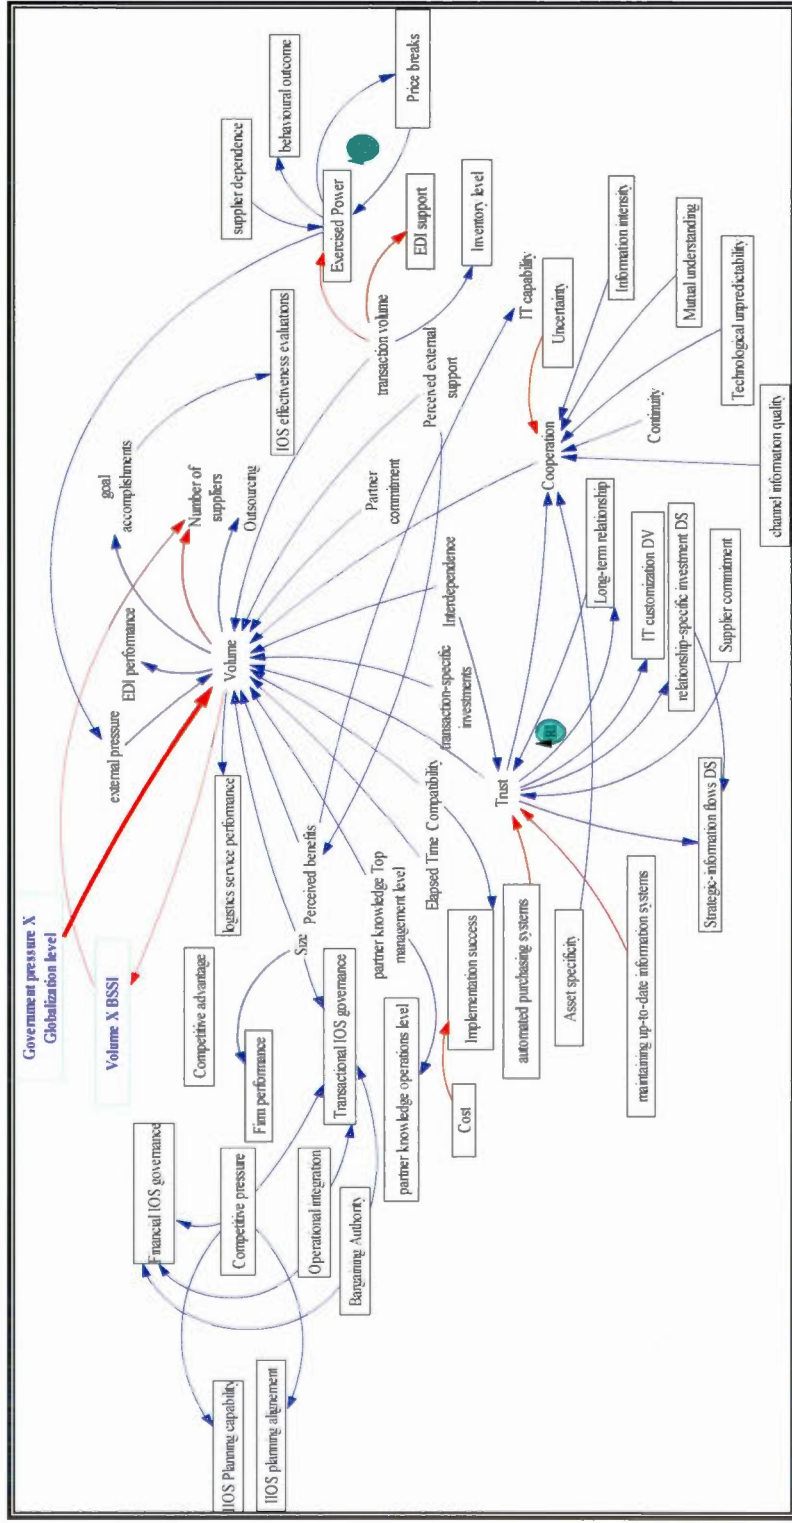 Government pressure X
Globalization level
Volume X BSSI
external pressure
EDI performance
goal
accomplishments
Number of
suppliers
Outsourcing
IOS effectiveness evaluations
supplier dependence
behavioural outcome
Price breaks
Exercised Power
EDI support
Inventory level
transaction volume
Perceived external
support
Partner
commitment
Volume
Interdependence
transaction-specific
investments
logistics service performance
Perceived benefits
Size
partner knowledge Top
management level
Elapsed Time
Compatibility
Competitive advantage
Firm performance
Transactional IOS governance
Financial IOS governance
Competitive pressure
Operational integration
Bargaining Authority
IIOS Planning capability
IIOS planning alignement
partner knowledge operations level
Implementation success
Cost
automated purchasing systems
Asset specificity
maintaining up-to-date information systems
Trust
R1
Cooperation
IT capability
Uncertainty
Information intensity
Mutual understanding
Technological unpredictability
Continuity
channel information quality
Long-term relationship
IT customization DV
relationship-specific investment DS
Supplier commitment
Strategic-information flows DS